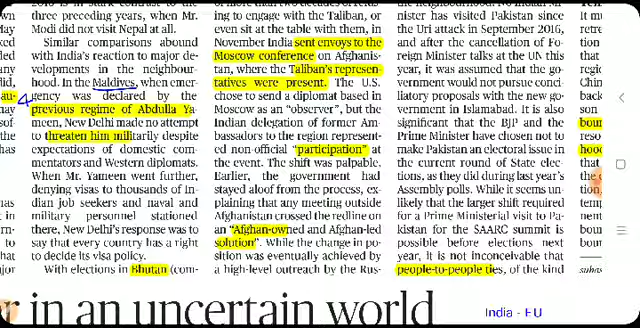 three preceding years, when Mr.
Modi did not visit Nepal at all.
Similar comparisons abound
with India's reaction to major de-
velopments in the neighbour-
hood. In the Maldives, when emer-
gency was declared by the
previous regime of Abdulla Ya-
meen, New Delhi made no attempt
to threaten him militarily despite
expectations of domestic com-
mentators and Western diplomats.
When Mr. Yameen went further,
denying visas to thousands of In-
dian job seekers and naval and
military personnel stationed
there, New Delhi's response was to
say that every country has a right
to decide its visa policy.
With elections in Bhutan (com-
ing to engage with the Taliban, or
even sit at the table with them, in
November India sent envoys to the
Moscow conference on Afghanis-
tan, where the Taliban's represen-
tatives were present. The U.S.
chose to send a diplomat based in
Moscow as an "observer", but the
Indian delegation of former Am-
bassadors to the region represent-
ed non-official "participation" at
the event. The shift was palpable.
Earlier, the government had
stayed aloof from the process, ex-
plaining that any meeting outside
Afghanistan crossed the redline on
an "Afghan-owned and Afghan-led
solution". While the change in po-
sition was eventually achieved by
a high-level outreach by the Rus-
nister has visited Pakistan since
the Uri attack in September 2016,
and after the cancellation of Fo-
reign Minister talks at the UN this
year, it was assumed that the go-
vernment would not pursue conci-
liatory proposals with the new go-
vernment in Islamabad. It is also
significant that the BJP and the
Prime Minister have chosen not to
make Pakistan an electoral issue in
the current round of State elec-
tions, as they did during last year's
Assembly polls. While it seems un-
likely that the larger shift required
for a Prime Ministerial visit to Pa-
kistan for the SAARC summit is
possible before elections next
year, it is not inconceivable that
people-to-people ties, of the kind
r in an uncertain world
India - EU